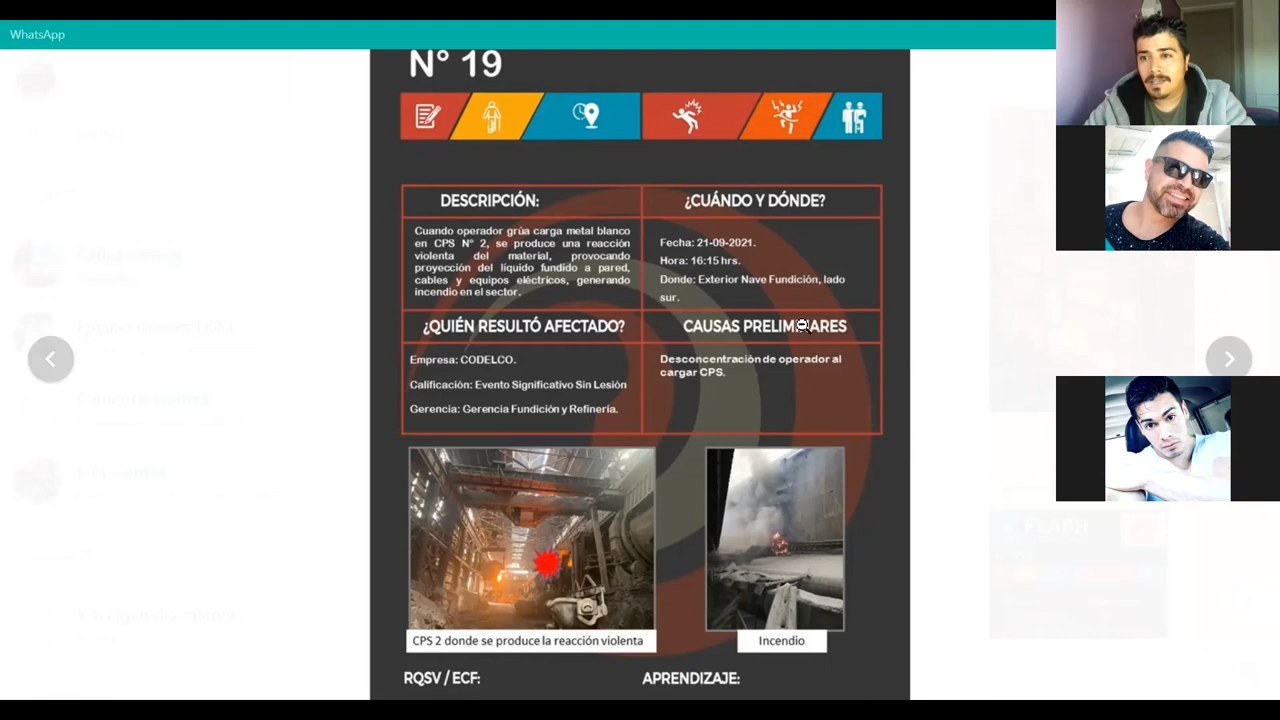 WhatsApp
N° 19
DESCRIPCIÓN:
Cuando operador grúa carga metal blanco
en CPS N° 2, se produce una reacción
violenta del material, provocando
proyección del líquido fundido a pared,
cables y equipos eléctricos, generando
incendio en el sector.
¿CUÁNDO Y DÓNDE?
Fecha: 21-09-2021.
Hora: 16:15 hrs.
Donde: Exterior Nave Fundición, lado
sur.
¿QUIÉN RESULTÓ AFECTADO?
Empresa: CODELCO.
Calificación: Evento Significativo Sin Lesión
Gerencia: Gerencia Fundición y Refinería.
CAUSAS PRELIMINARES
Desconcentración de operador al
cargar CPS.
CPS 2 donde se produce la reacción violenta
Incendio
RQSV / ECF:
APRENDIZAJE:
FLASH